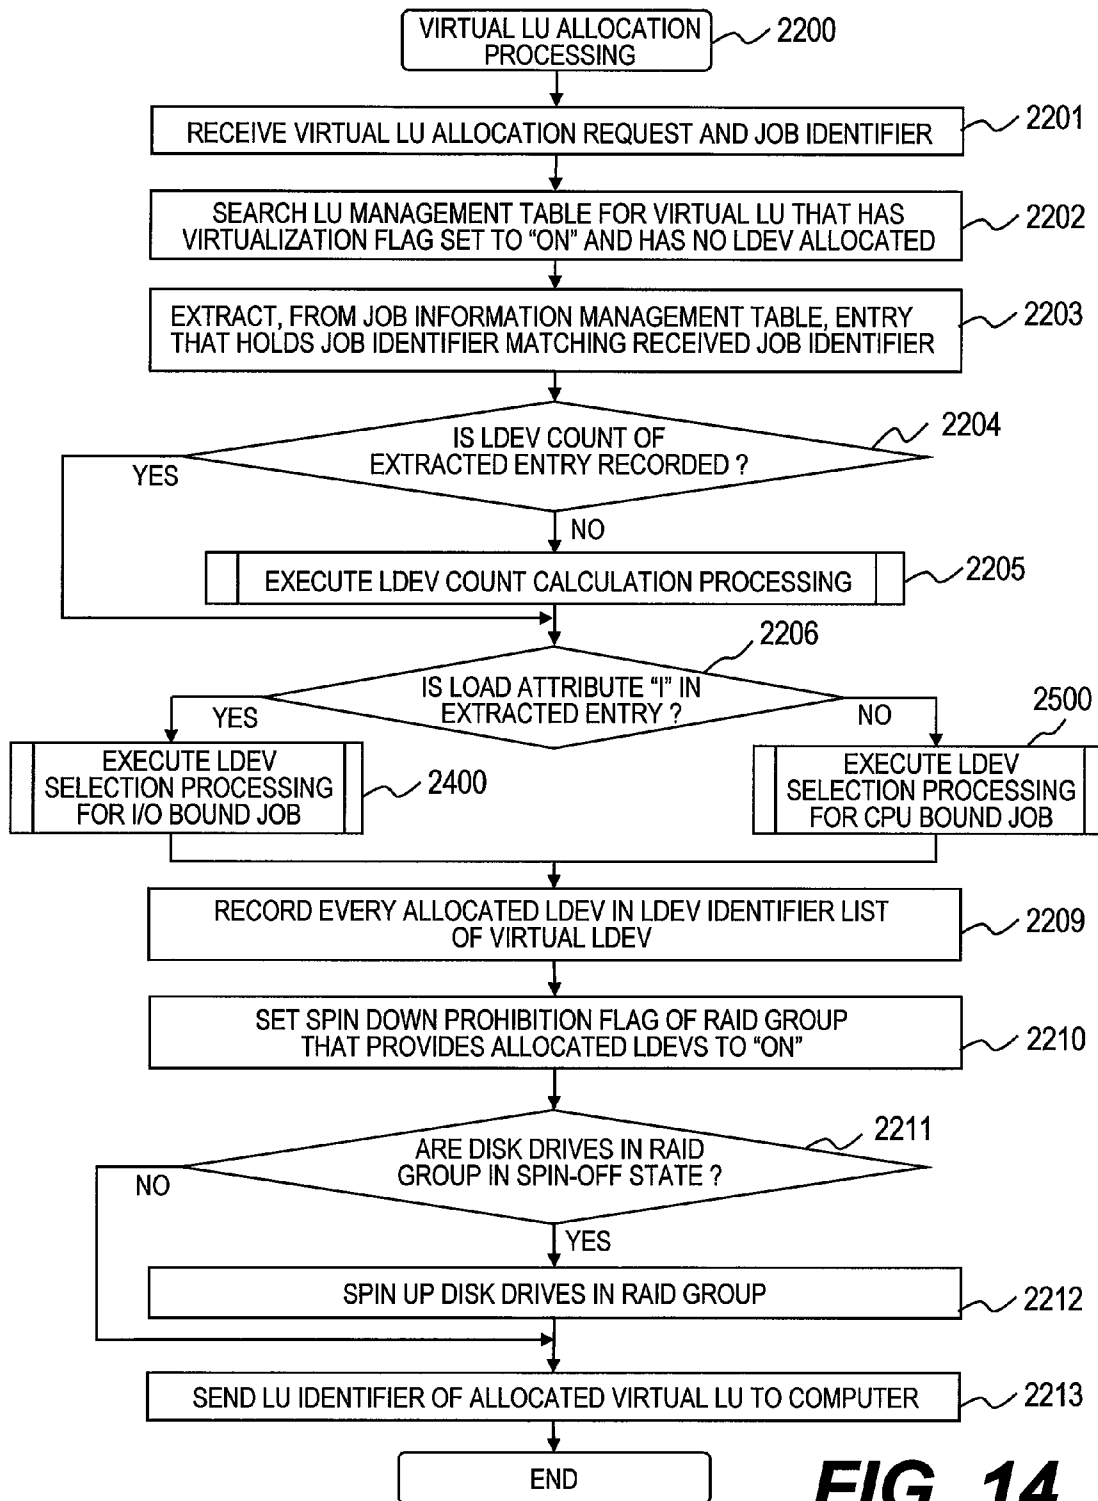 VIRTUAL LU ALLOCATION
PROCESSING
2200
RECEIVE VIRTUAL LU ALLOCATION REQUEST AND JOB IDENTIFIER
2201
SEARCH LU MANAGEMENT TABLE FOR VIRTUAL LU THAT HAS
VIRTUALIZATION FLAG SET TO “ON” AND HAS NO LDEV ALLOCATED
2202
EXTRACT, FROM JOB INFORMATION MANAGEMENT TABLE, ENTRY
THAT HOLDS JOB IDENTIFIER MATCHING RECEIVED JOB IDENTIFIER
2203
IS LDEV COUNT OF
EXTRACTED ENTRY RECORDED ?
2204
YES
NO
EXECUTE LDEV COUNT CALCULATION PROCESSING
2205
2206
IS LOAD ATTRIBUTE “I” IN
EXTRACTED ENTRY ?
YES
NO
2500
EXECUTE LDEV
SELECTION PROCESSING
FOR I/O BOUND JOB
2400
EXECUTE LDEV
SELECTION PROCESSING
FOR CPU BOUND JOB
RECORD EVERY ALLOCATED LDEV IN LDEV IDENTIFIER LIST
OF VIRTUAL LDEV
2209
SET SPIN DOWN PROHIBITION FLAG OF RAID GROUP
THAT PROVIDES ALLOCATED LDEVS TO “ON”
2210
ARE DISK DRIVES IN RAID
GROUP IN SPIN-OFF STATE ?
2211
NO
YES
SPIN UP DISK DRIVES IN RAID GROUP
2212
SEND LU IDENTIFIER OF ALLOCATED VIRTUAL LU TO COMPUTER
2213
END
FIG. 14